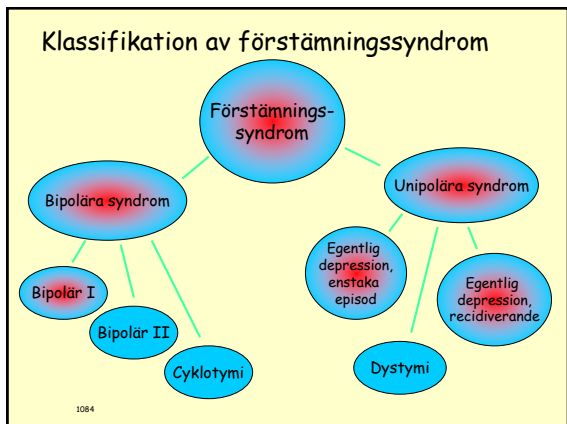 Klassifikation av förstämningssyndrom
Förstämnings-
syndrom
Bipolära syndrom
Unipolära syndrom
Bipolär I
Bipolär II
Cyklotymi
Egentlig
depression,
enstaka
episod
Dystymi
Egentlig
depression,
recidiverande
1084